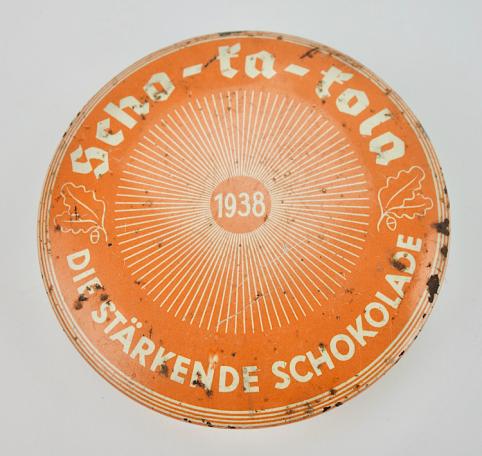 Scho-ka-kola
1938
DIE STÄRKENDE SCHOKOLADE